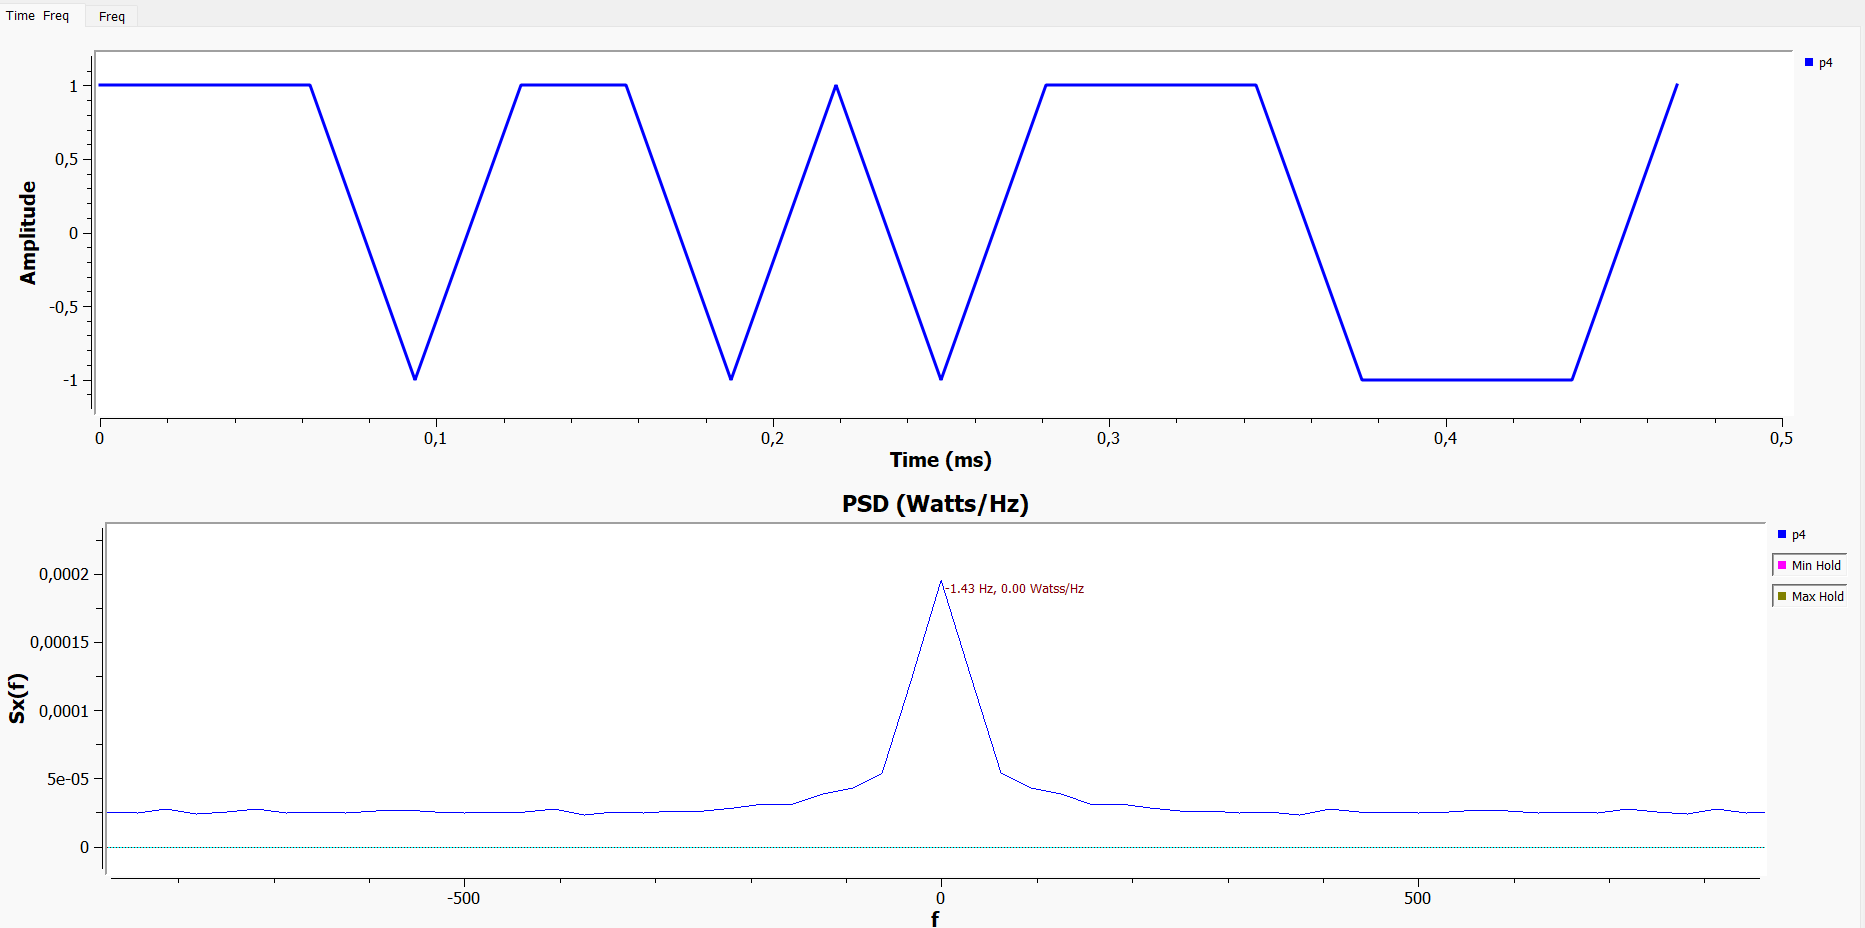 Time Freq
Freq
p4
1
0,5
0
-0,5
-1
Amplitude
0
0,1
0,2
0,3
0,4
0,5
Time (ms)
PSD (Watts/Hz)
p4
Min Hold
Max Hold
-1.43 Hz, 0.00 Watss/Hz
0,0002
0,00015
0,0001
5e-05
0
Sx(f)
-500
0
500
f